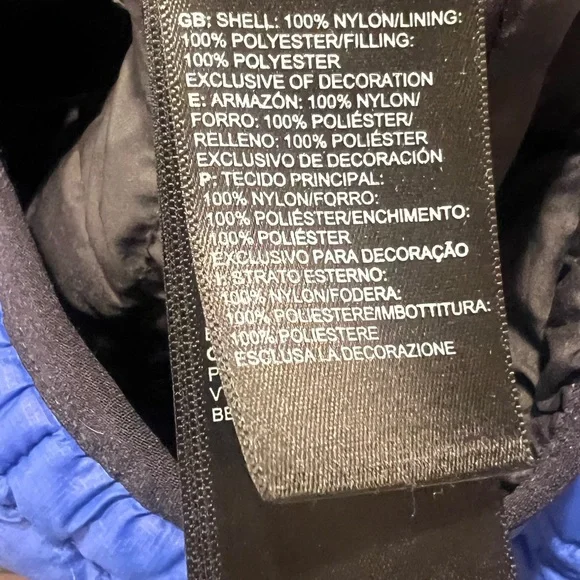 GB; SHELL: 100% NYLON/LINING:
100% POLYESTER/FILLING:
100% POLYESTER
EXCLUSIVE OF DECORATION
E: ARMAZÓN: 100% NYLON/
FORRO: 100% POLIÉSTER/
RELLENO: 100% POLIÉSTER
EXCLUSIVO DE DECORACIÓN
P: TECIDO PRINCIPAL:
100% NYLON/FORRO:
100% POLIÉSTER/ENCHIMENTO:
100% POLIÉSTER
EXCLUSIVO PARA DECORAÇÃO
I: STRATO ESTERNO:
100% NYLON/FODERA:
100% POLIESTERE/IMBOTTITURA:
100% POLIESTERE
ESCLUSA LA DECORAZIONE